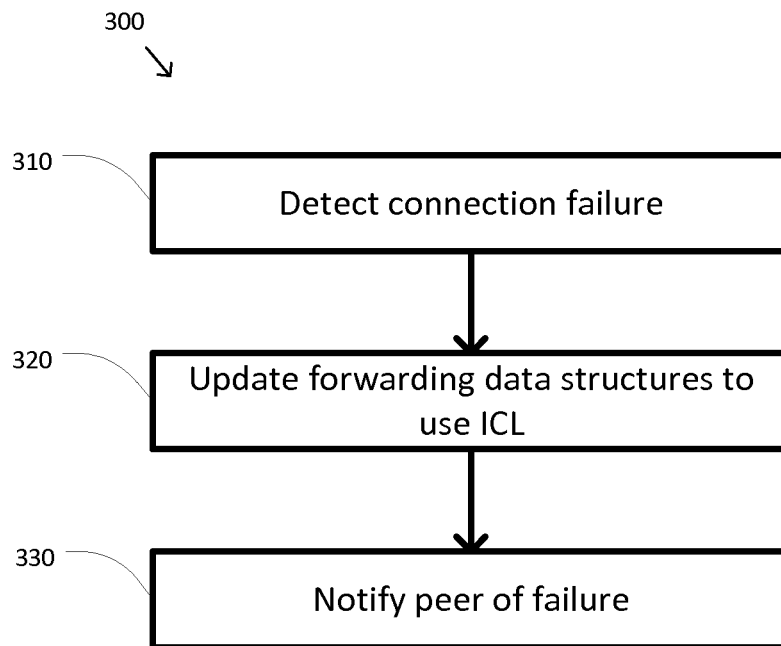 300
310
Detect connection failure
320
Update forwarding data structures to
use ICL
330
Notify peer of failure